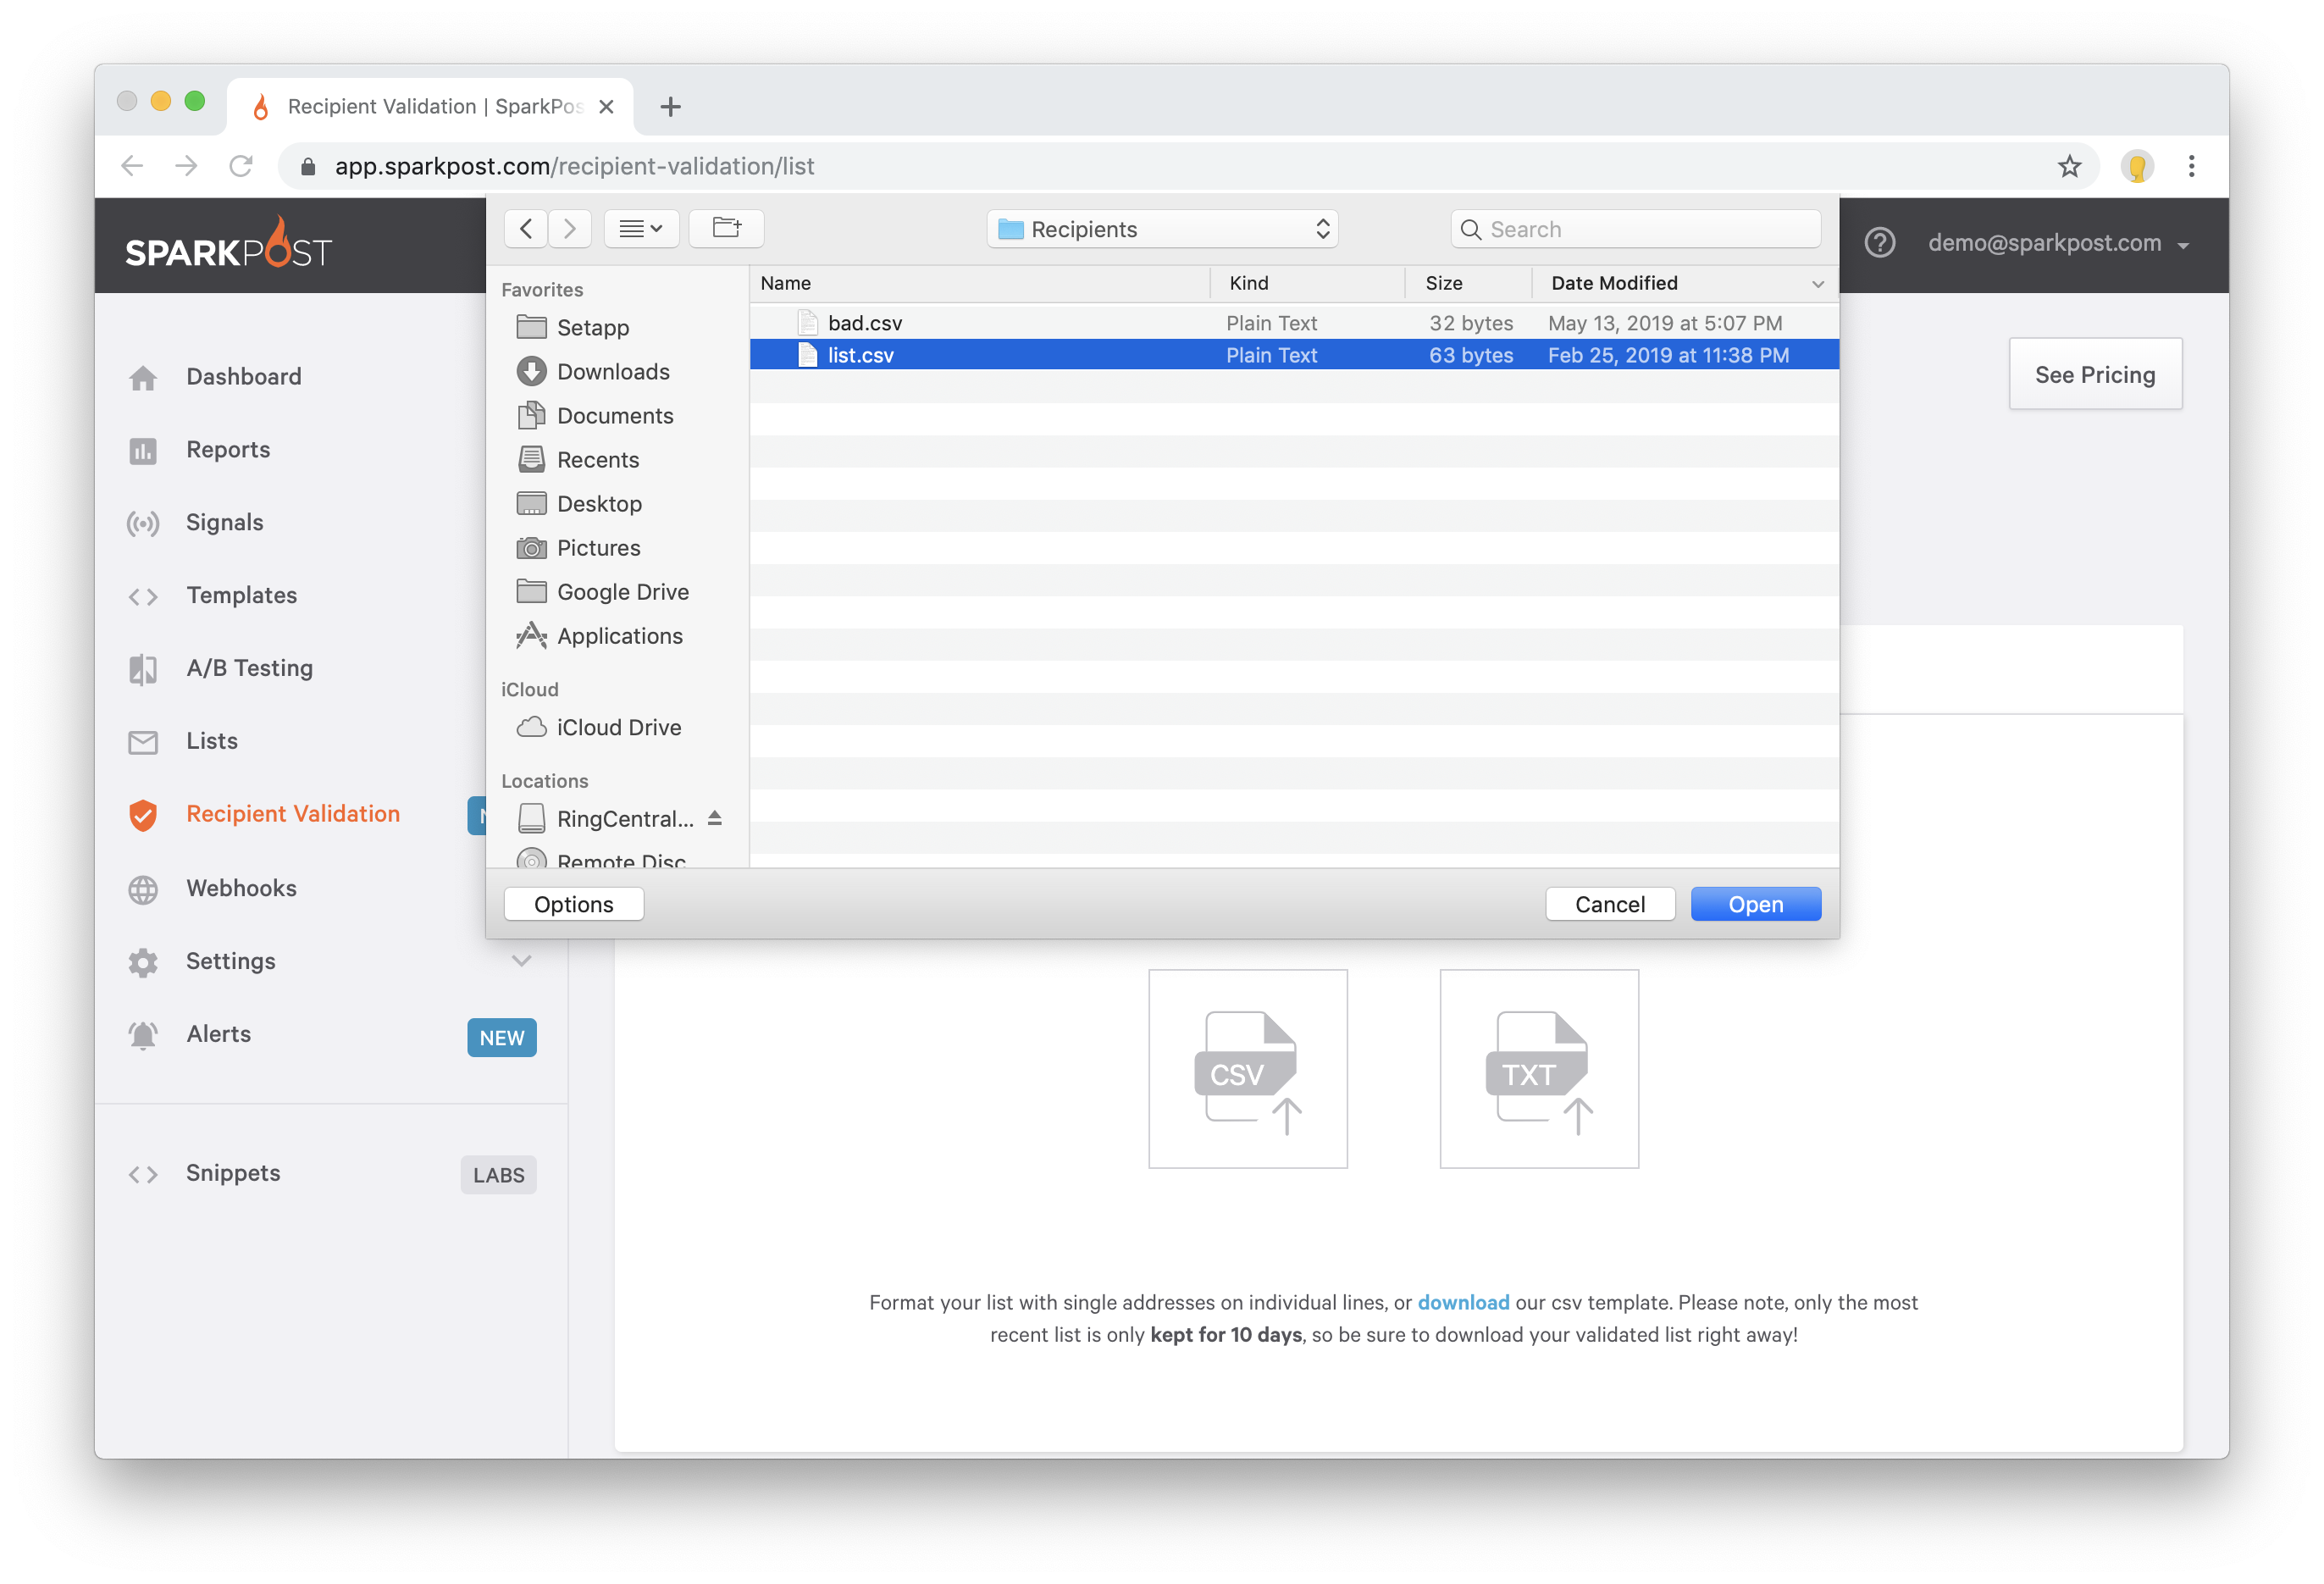 Recipient Validation | SparkPos
app.sparkpost.com/recipient-validation/list
SPARKPOST
Recipients
Search
demo@sparkpost.com
Favorites
Setapp
Downloads
Documents
Recents
Desktop
Pictures
Google Drive
Applications
iCloud
iCloud Drive
Locations
RingCentral...
Remote Disc
Name Kind Size Date Modified
bad.csv Plain Text 32 bytes May 13, 2019 at 5:07 PM
list.csv Plain Text 63 bytes Feb 25, 2019 at 11:38 PM
Options
Cancel
Open
See Pricing
Dashboard
Reports
Signals
Templates
A/B Testing
Lists
Recipient Validation
Webhooks
Settings
Alerts NEW
Snippets LABS
CSV
TXT
Format your list with single addresses on individual lines, or download our csv template. Please note, only the most
recent list is only kept for 10 days, so be sure to download your validated list right away!